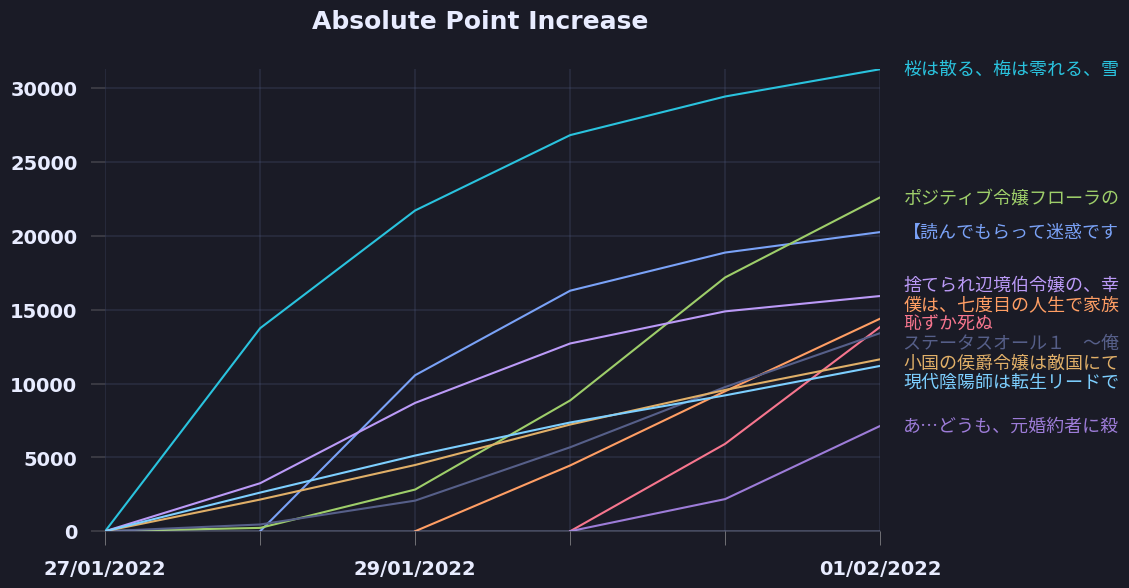 Absolute Point Increase
30000
25000
20000
15000
10000
5000
0
27/01/2022
29/01/2022
01/02/2022
桜は散る、梅は零れる、雪
ポジティブ令嬢フローラの
【読んでもらって迷惑です
捨てられ辺境伯令嬢の、幸
僕は、七度目の人生で家族
恥ずか死ぬ
ステータスオール１　～俺
小国の侯爵令嬢は敵国にて
現代陰陽師は転生リードで
あ…どうも、元婚約者に殺